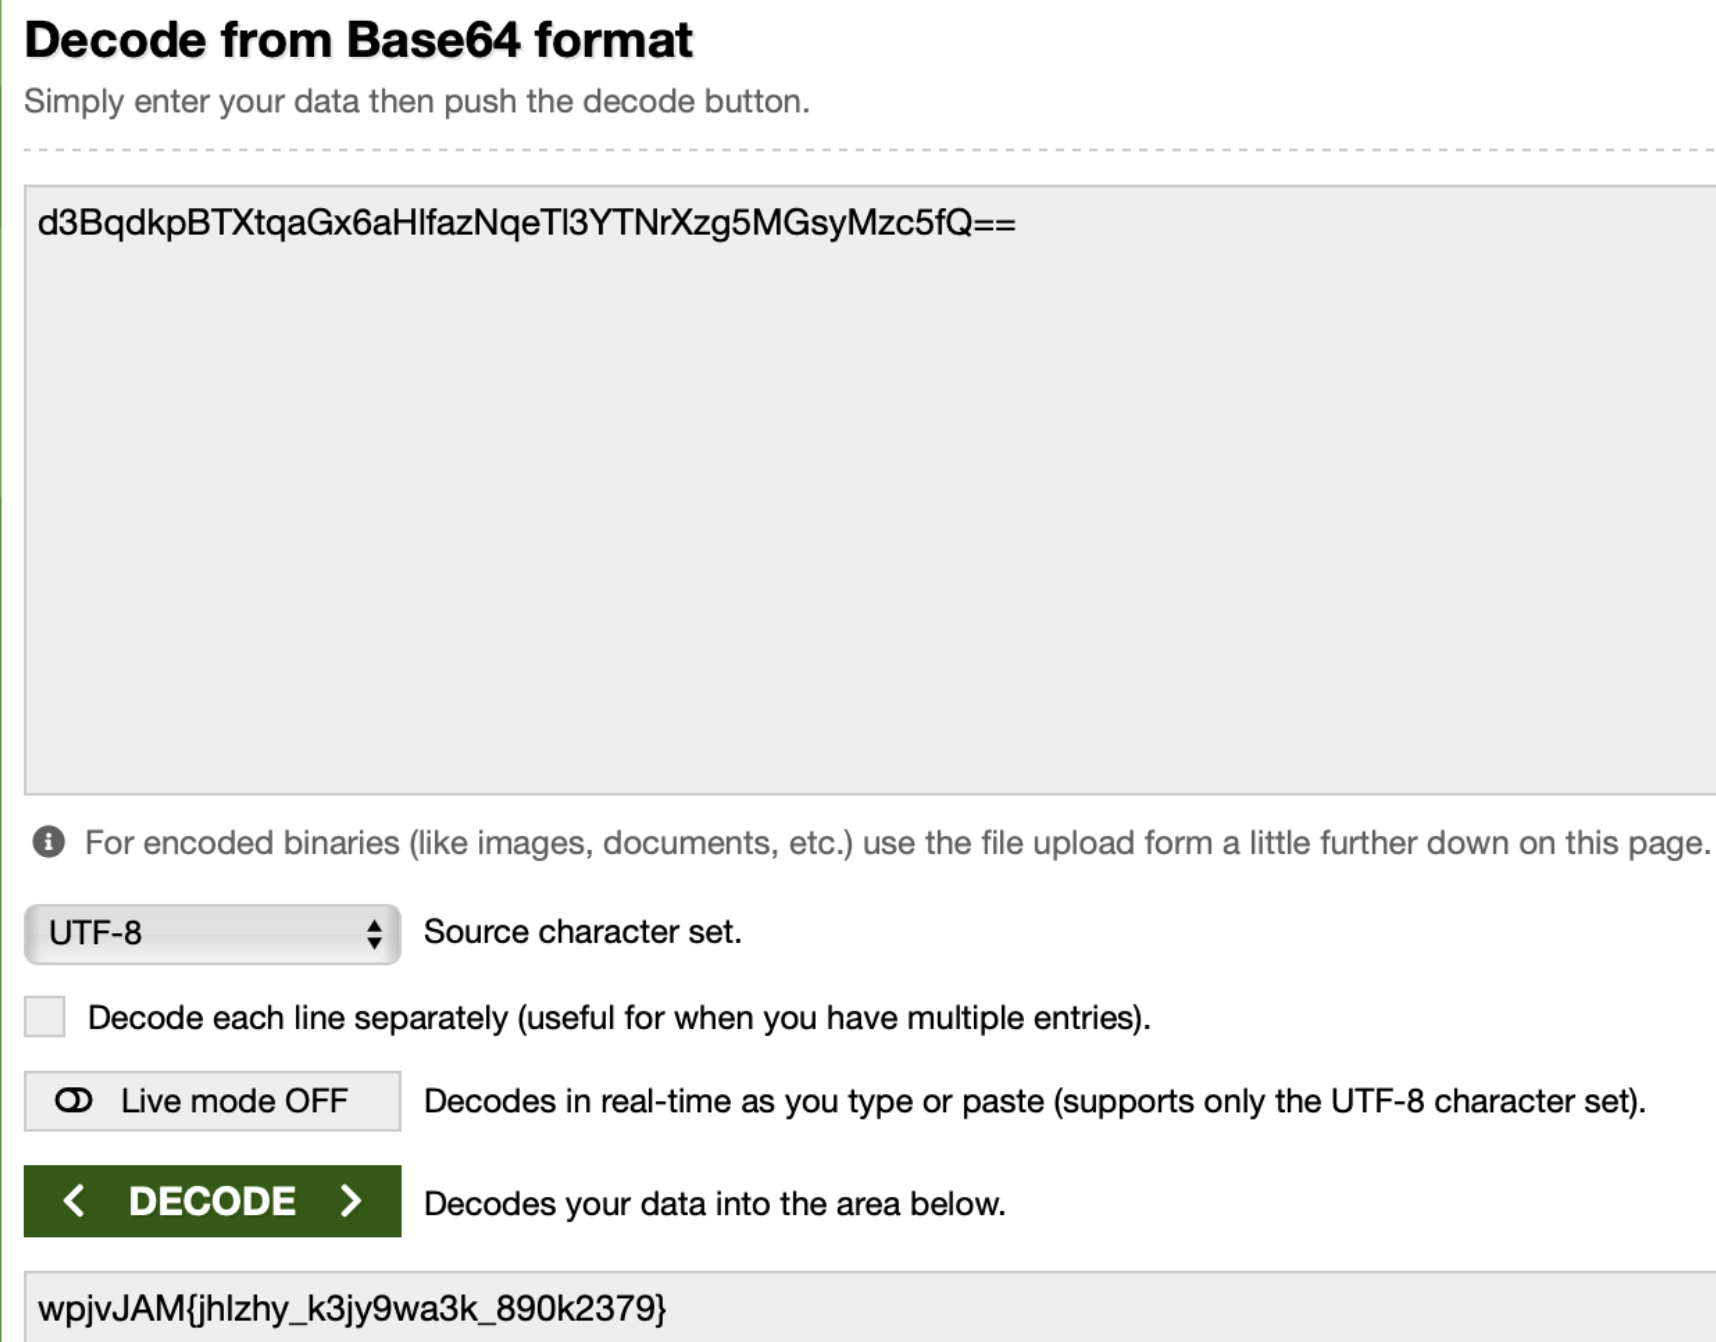 Decode from Base64 format
Simply enter your data then push the decode button.
d3BqdkpBTXtqaGx6aHlfazNqeTl3YTNrXzg5MGsyMzc5fQ==
For encoded binaries (like images, documents, etc.) use the file upload form a little further down on this page.
UTF-8 Source character set.
Decode each line separately (useful for when you have multiple entries).
Live mode OFF Decodes in real-time as you type or paste (supports only the UTF-8 character set).
< DECODE > Decodes your data into the area below.
wpjvJAM{jhlzhy_k3jy9wa3k_890k2379}